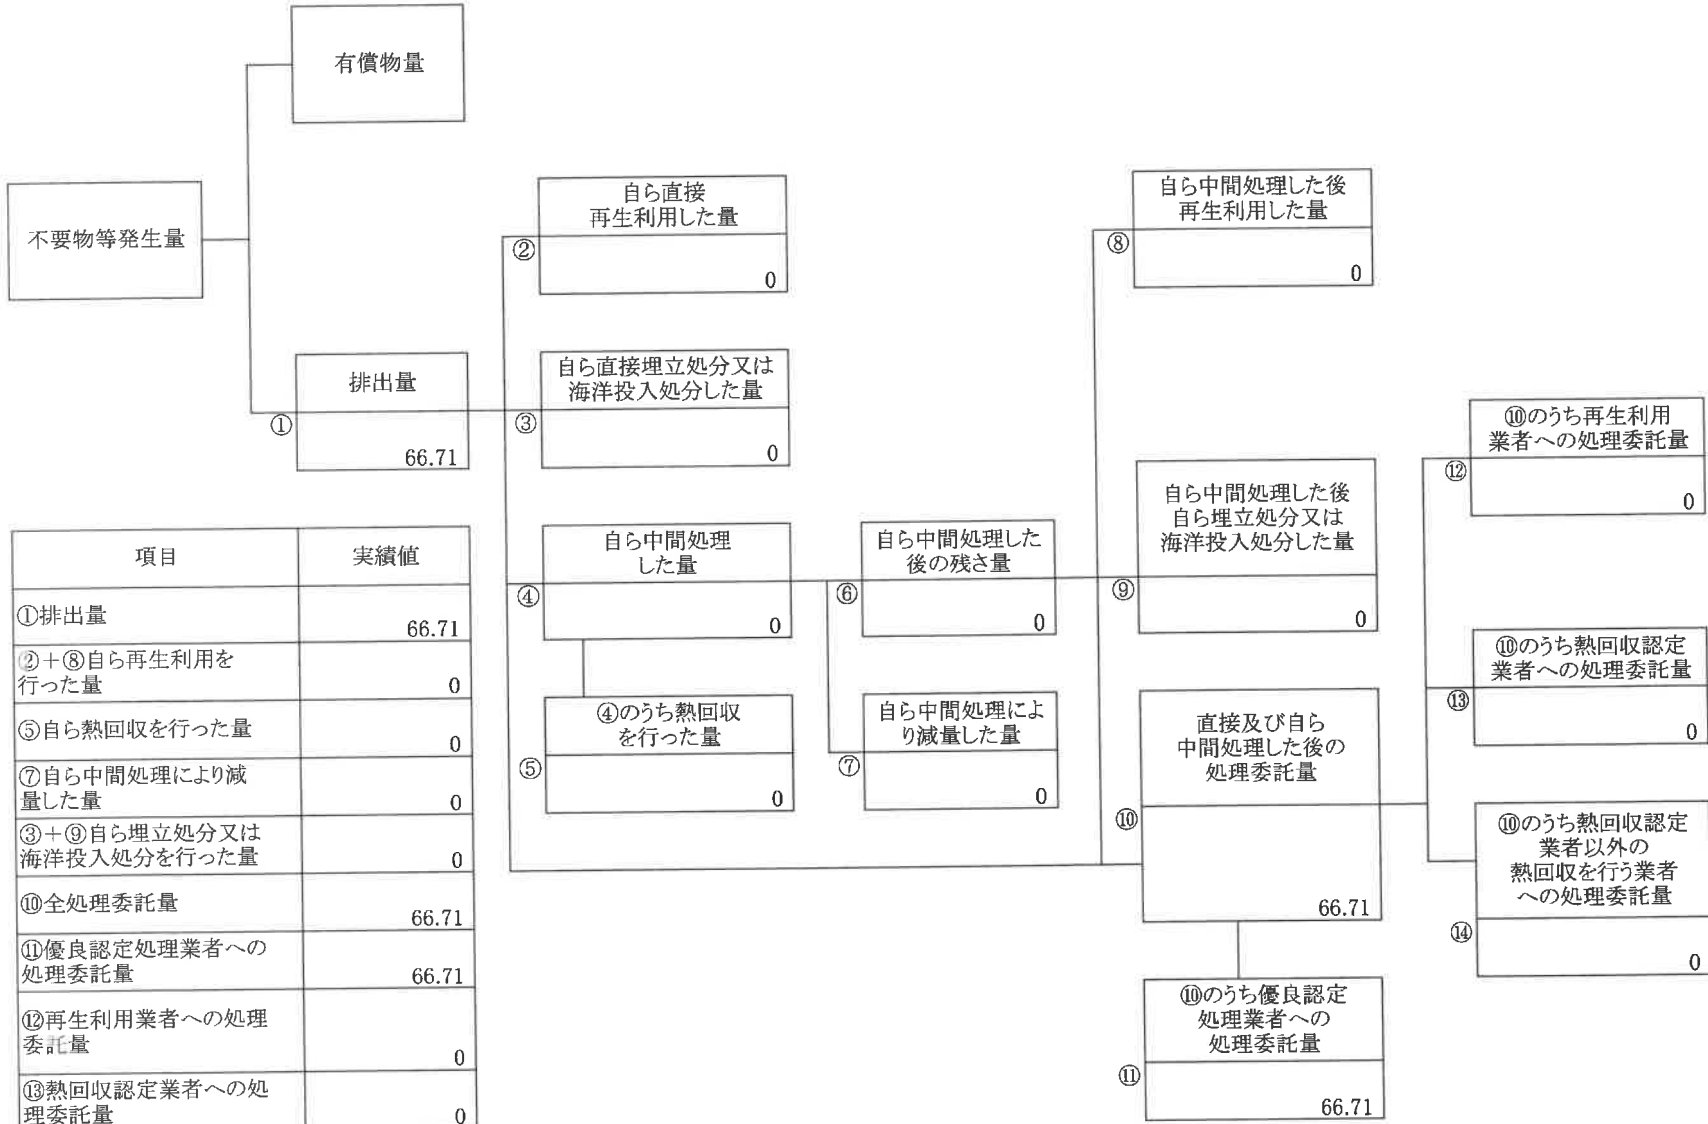 有償物量
不要物等発生量
排出量
①
66.71
自ら直接
再生利用した量
②
0
自ら直接埋立処分又は
海洋投入処分した量
③
0
自ら中間処理
した量
④
0
④のうち熱回収
を行った量
⑤
0
自ら中間処理した
後の残さ量
⑥
0
自ら中間処理によ
り減量した量
⑦
0
自ら中間処理した後
再生利用した量
⑧
0
自ら中間処理した後
自ら埋立処分又は
海洋投入処分した量
⑨
0
直接及び自ら
中間処理した後の
処理委託量
⑩
66.71
⑩のうち優良認定
処理業者への
処理委託量
⑪
66.71
⑩のうち再生利用
業者への処理委託量
⑫
0
⑩のうち熱回収認定
業者への処理委託量
⑬
0
⑩のうち熱回収認定
業者以外の
熱回収を行う業者
への処理委託量
⑭
0
項目 実績値
①排出量 66.71
②+⑧自ら再生利用を
行った量 0
⑤自ら熱回収を行った量 0
⑦自ら中間処理により減
量した量 0
③+⑨自ら埋立処分又は
海洋投入処分を行った量 0
⑩全処理委託量 66.71
⑪優良認定処理業者への
処理委託量 66.71
⑫再生利用業者への処理
委託量 0
⑬熱回収認定業者への処
理委託量 0